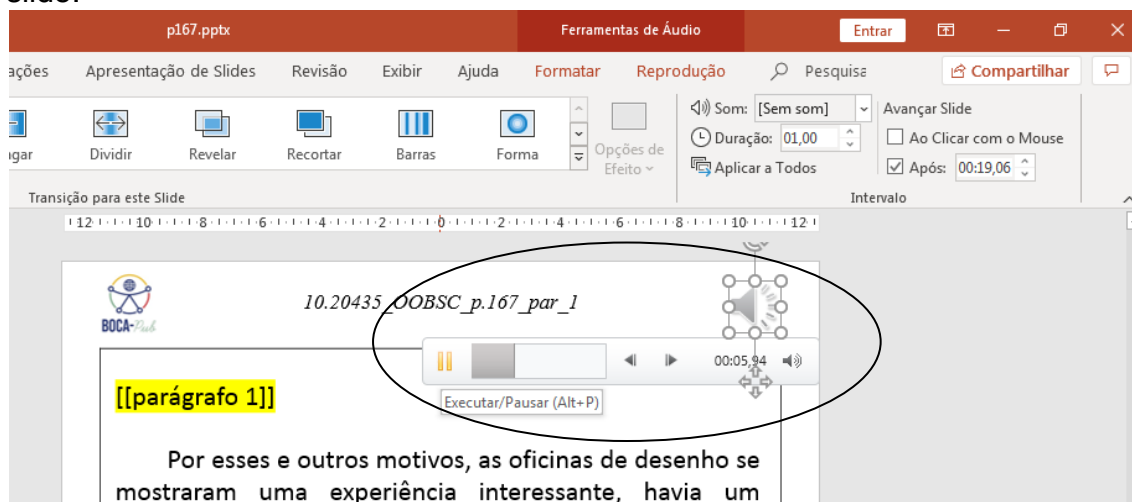 slide.
p167.pptx Ferramentas de Áudio Entrar
ações Apresentação de Slides Revisão Exibir Ajuda Formatar Reprodução Pesquisa Compartilhar
Som: [Sem som] Avançar Slide
Duração: 01,00 Ao Clicar com o Mouse
Aplicar a Todos Após: 00:19,06
gar Dividir Revelar Recortar Barras Forma Opções de Efeito
Transição para este Slide Intervalo
12 10 8 6 4 2 0 2 4 6 8 10 12
BOCA-Pub
10.20435_OOBSC_p.167_par_1
00:05,94
Executar/Pausar (Alt+P)
[[parágrafo 1]]
Por esses e outros motivos, as oficinas de desenho se
mostraram uma experiência interessante, havia um